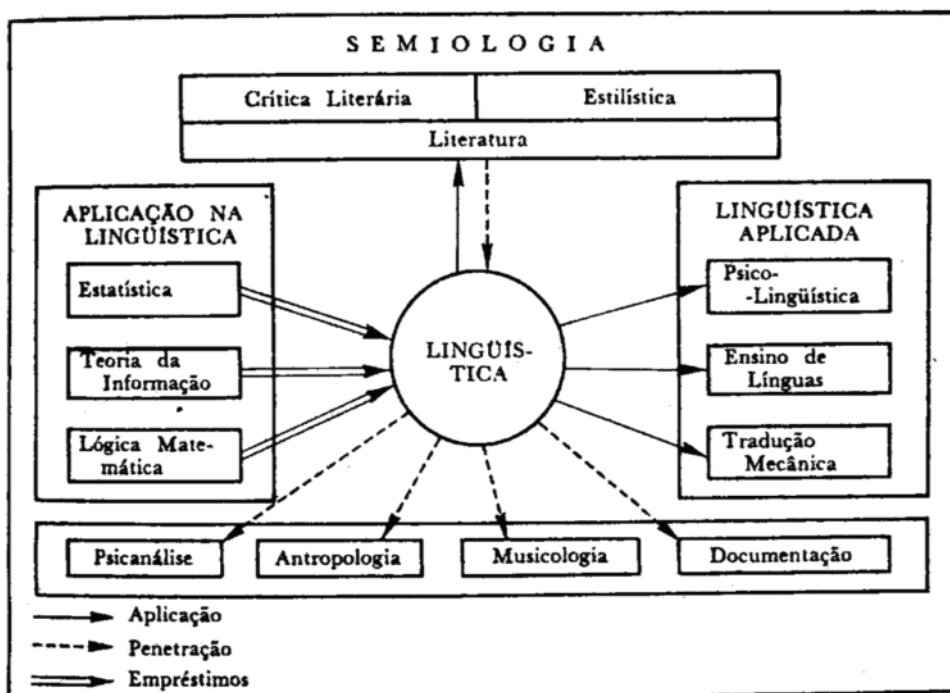 SEMIOLOGIA
Crítica Literária
Estilística
Literatura
APLICAÇÃO NA
LINGÜÍSTICA
Estatística
Teoria da
Informação
Lógica Mate-
mática
LINGÜÍS-
TICA
LINGÜÍSTICA
APLICADA
Psico-
-Lingüística
Ensino de
Línguas
Tradução
Mecânica
Psicanálise
Antropologia
Musicologia
Documentação
Aplicação
Penetração
Empréstimos